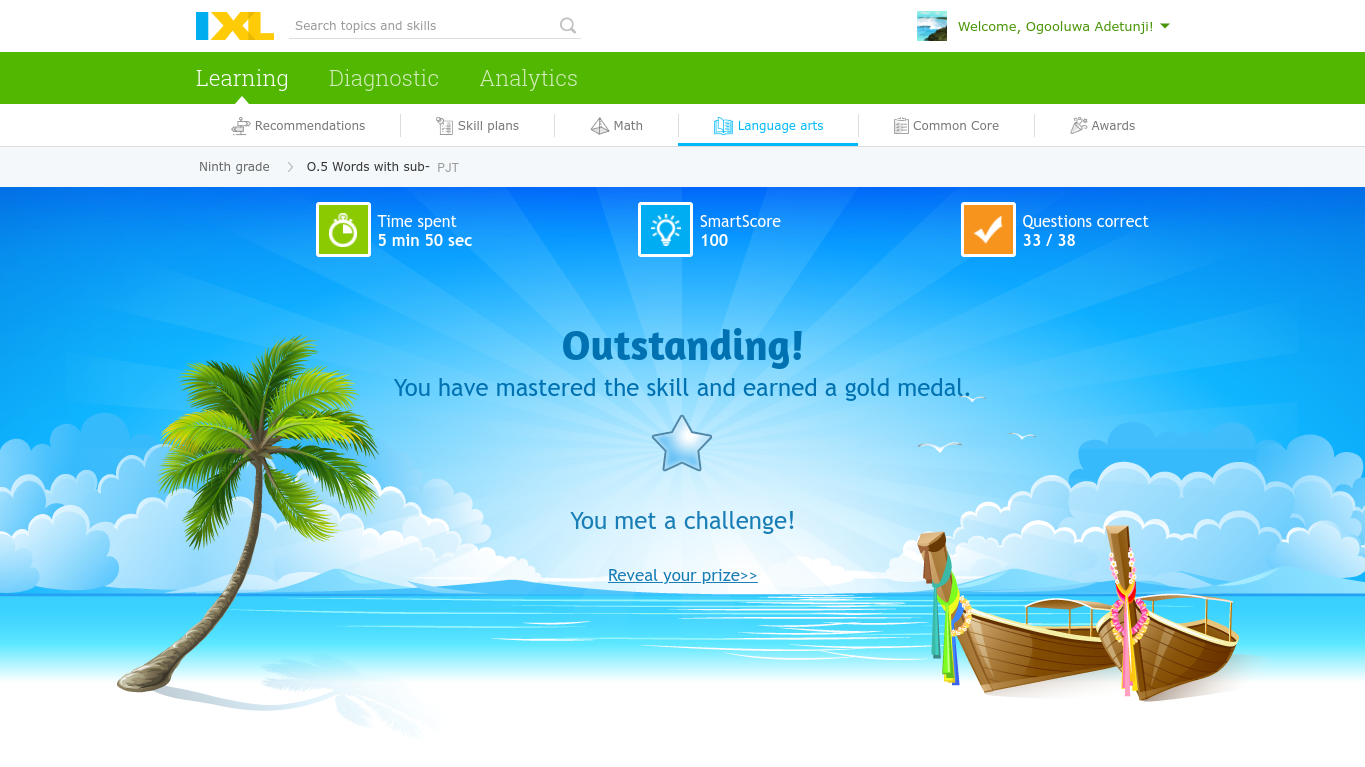 IXL Search topics and skills Welcome, Ogooluwa Adetunji!
Learning Diagnostic Analytics
Recommendations Skill plans Math Language arts Common Core Awards
Ninth grade O.5 Words with sub- PJT
Time spent SmartScore Questions correct
5 min 50 sec 100 33 / 38
Outstanding!
You have mastered the skill and earned a gold medal.
You met a challenge!
Reveal your prize>>